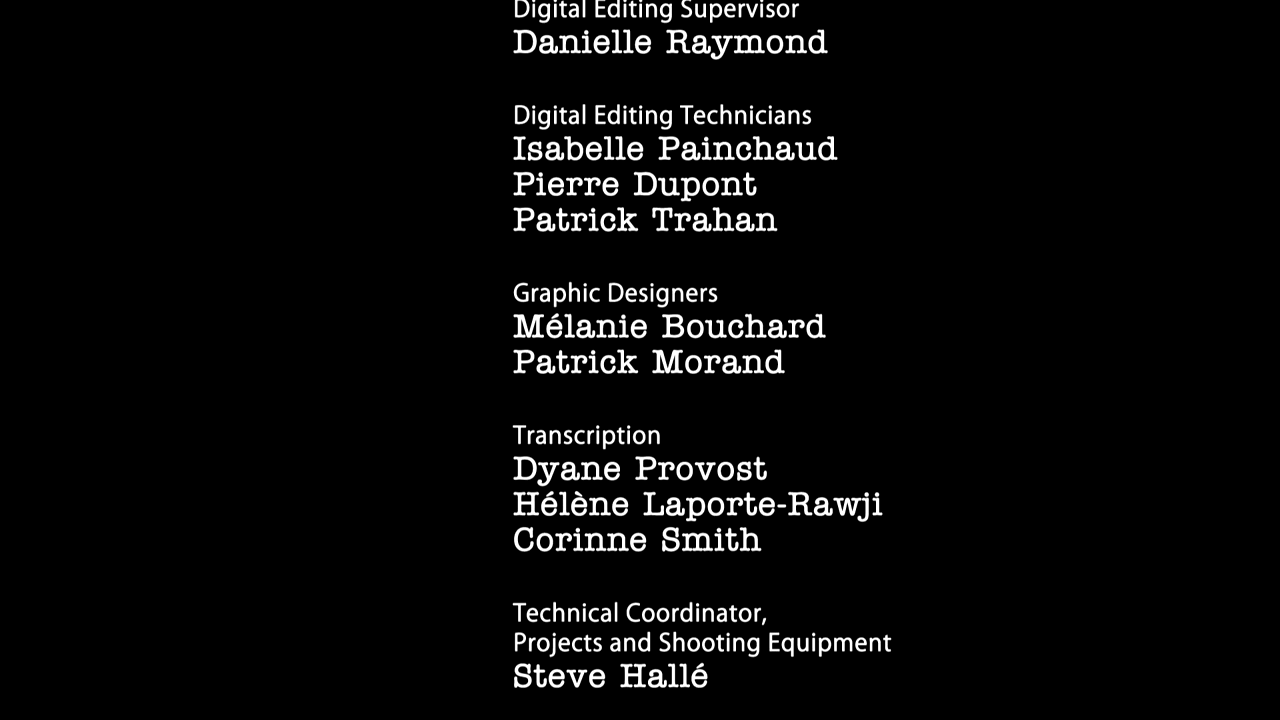 Digital Editing Supervisor
Danielle Raymond
Digital Editing Technicians
Isabelle Painchaud
Pierre Dupont
Patrick Trahan
Graphic Designers
Mélanie Bouchard
Patrick Morand
Transcription
Dyane Provost
Hélène Laporte-Rawji
Corinne Smith
Technical Coordinator,
Projects and Shooting Equipment
Steve Hallé